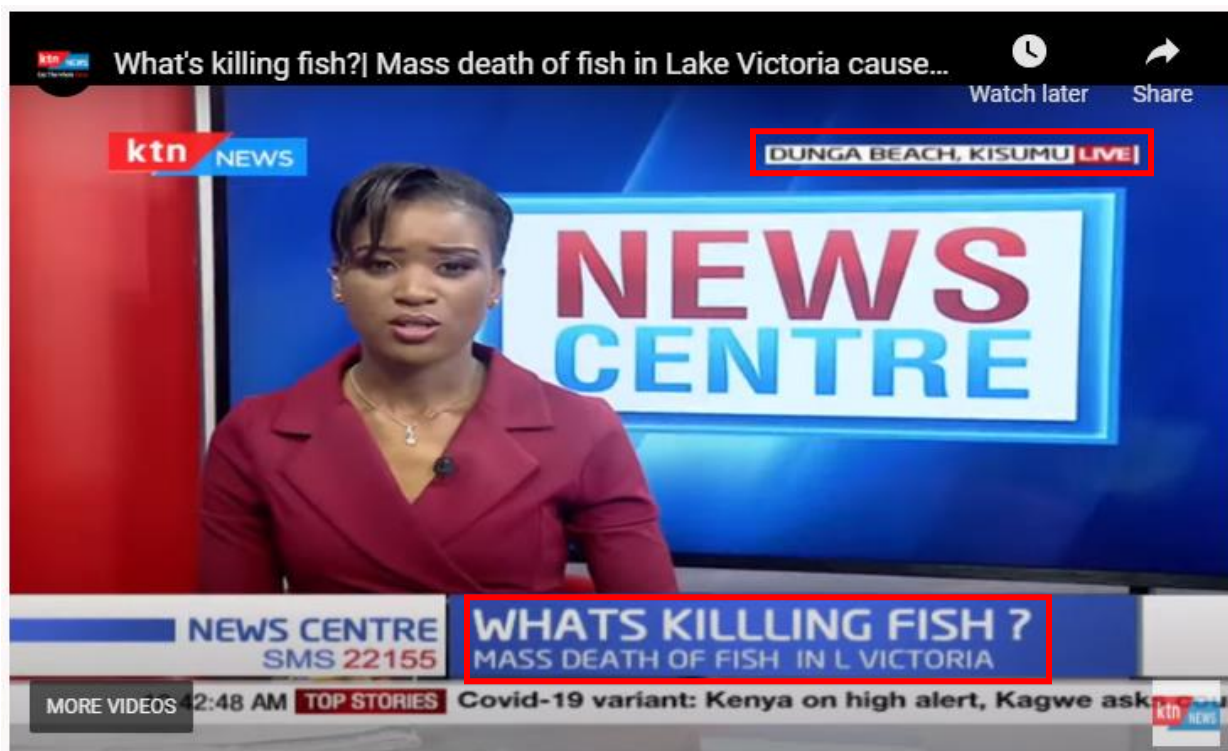 What's killing fish?| Mass death of fish in Lake Victoria cause...
Watch later
Share
ktn NEWS
DUNGA BEACH, KISUMU LIVE
NEWS
CENTRE
NEWS CENTRE
SMS 22155
WHATS KILLLING FISH ?
MASS DEATH OF FISH IN L VICTORIA
MORE VIDEOS
2:48 AM TOP STORIES Covid-19 variant: Kenya on high alert, Kagwe ask
ktn NEWS